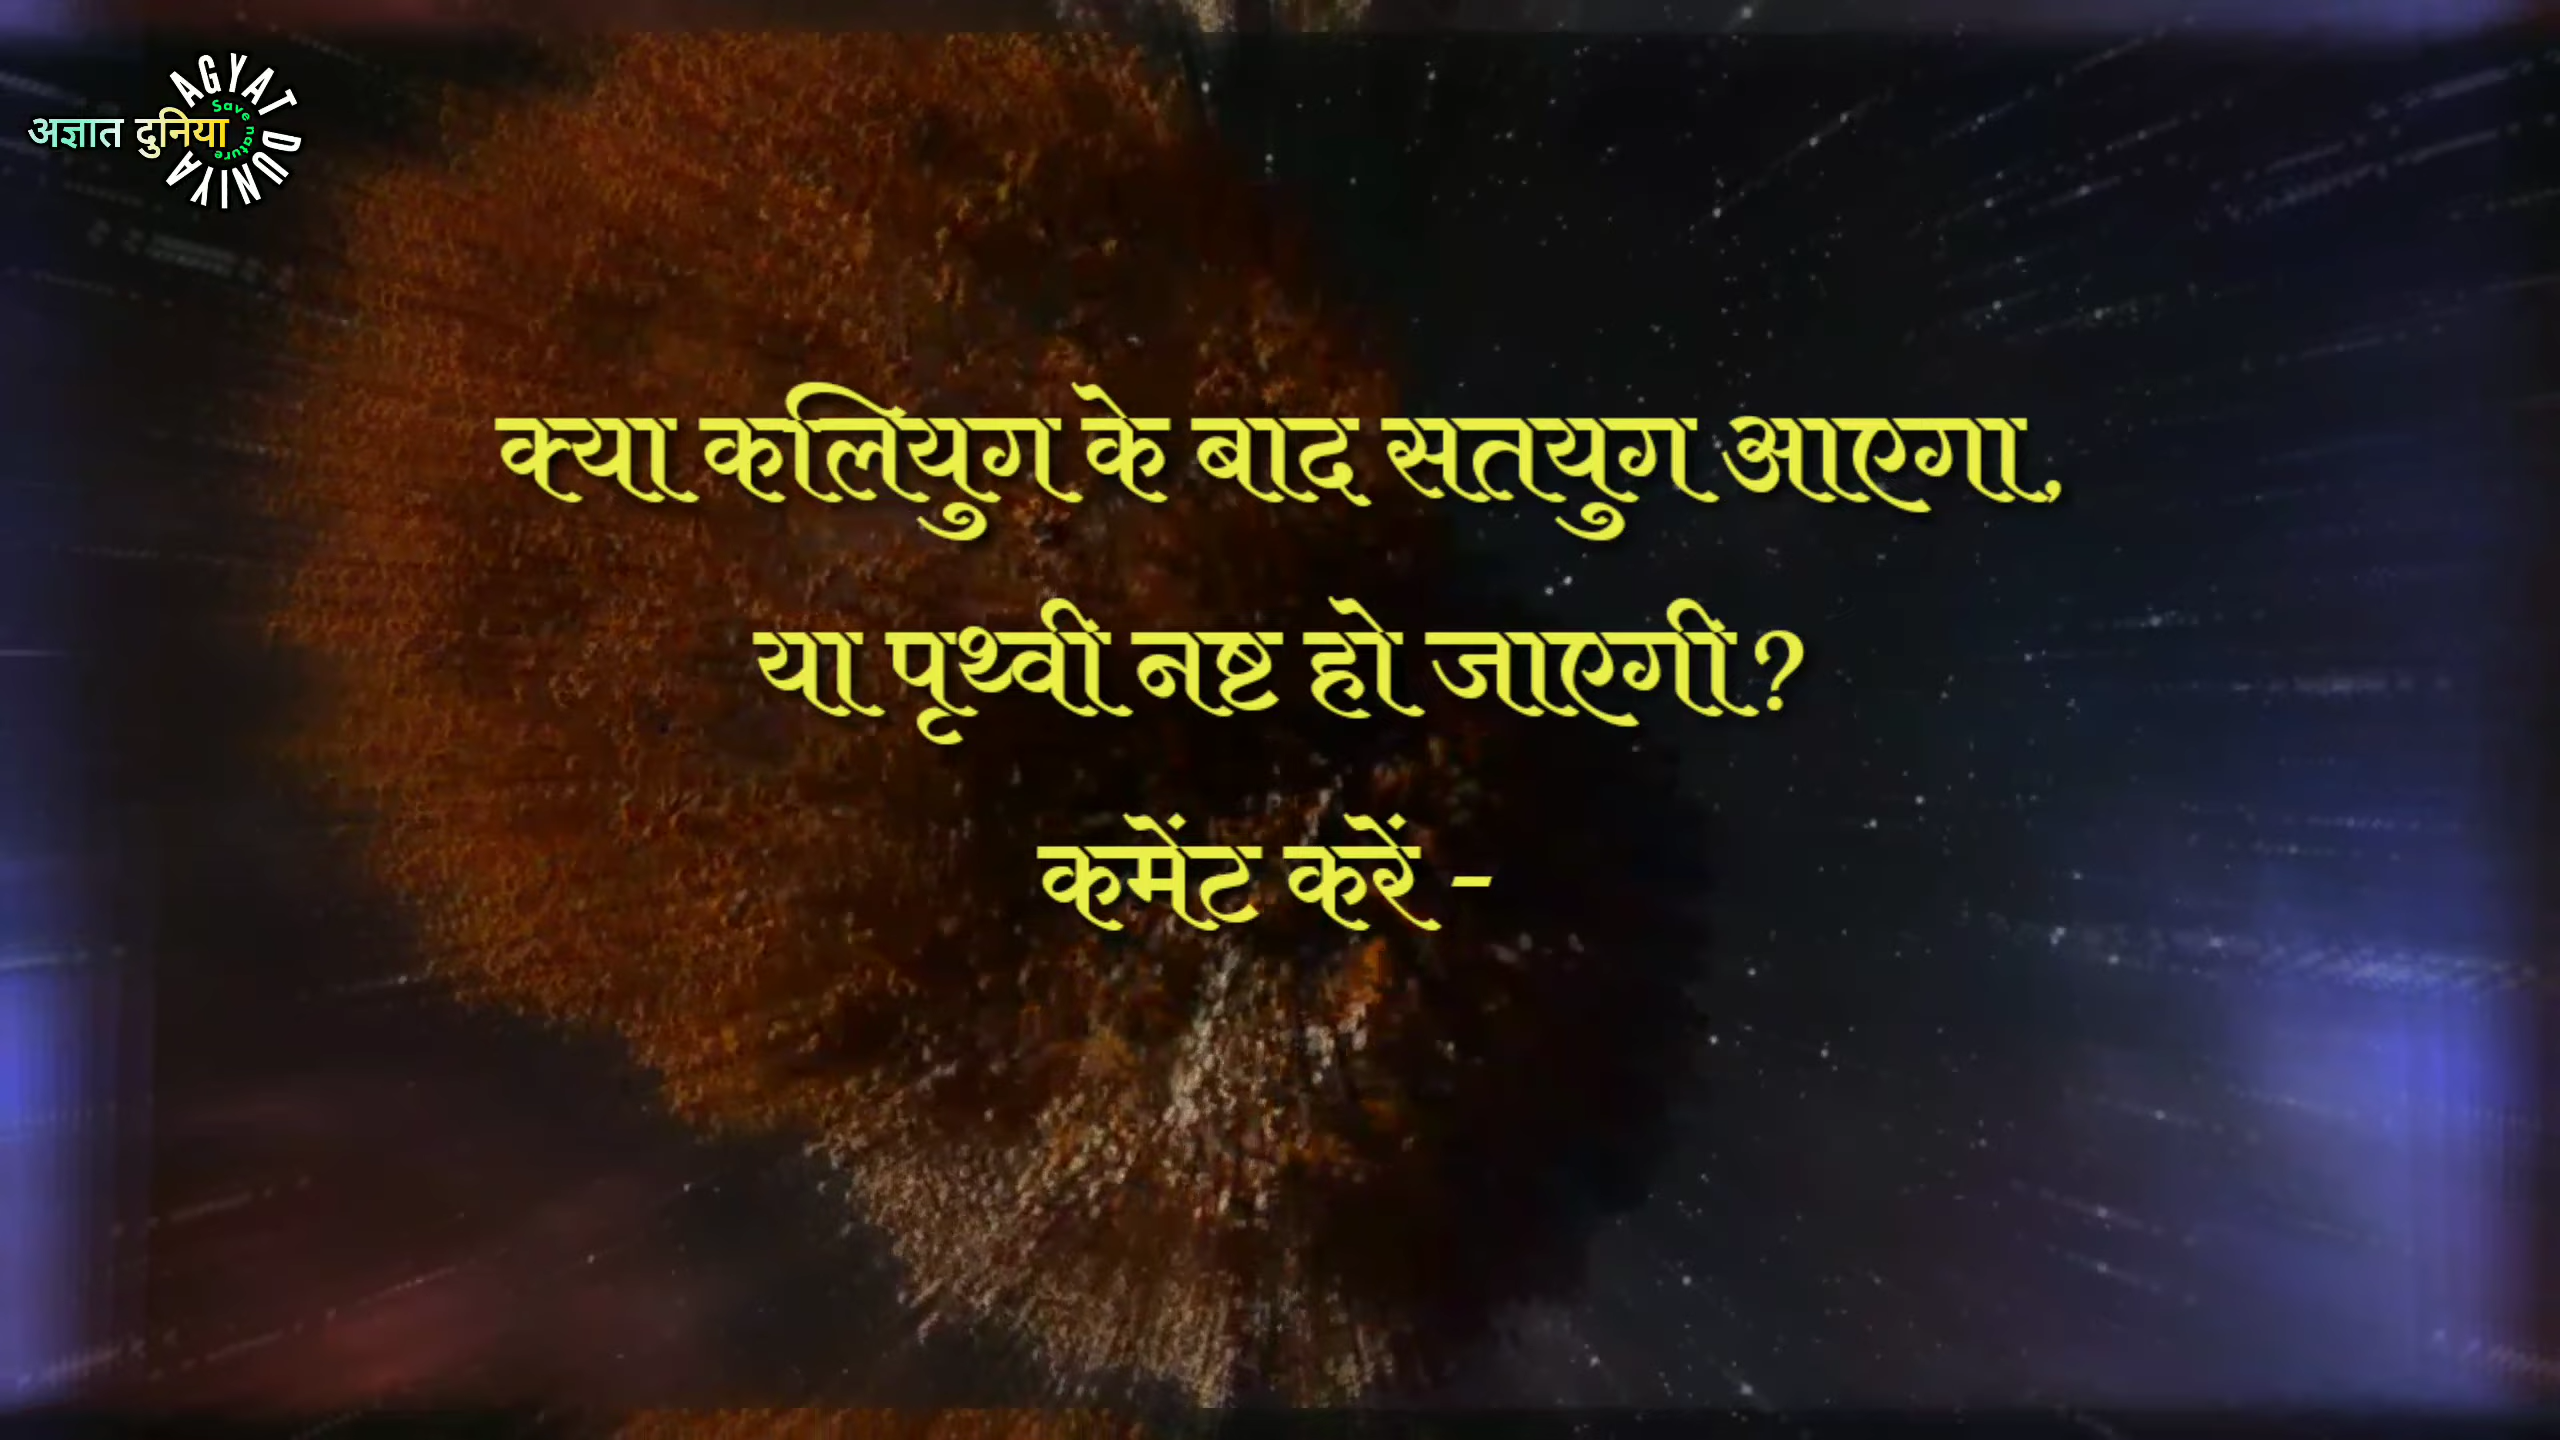 AGYAT DUNIYA
Save nature
अज्ञात दुनिया
क्या कलियुग के बाद सतयुग आएगा,
या पृथ्वी नष्ट हो जाएगी?
कमेंट करें -